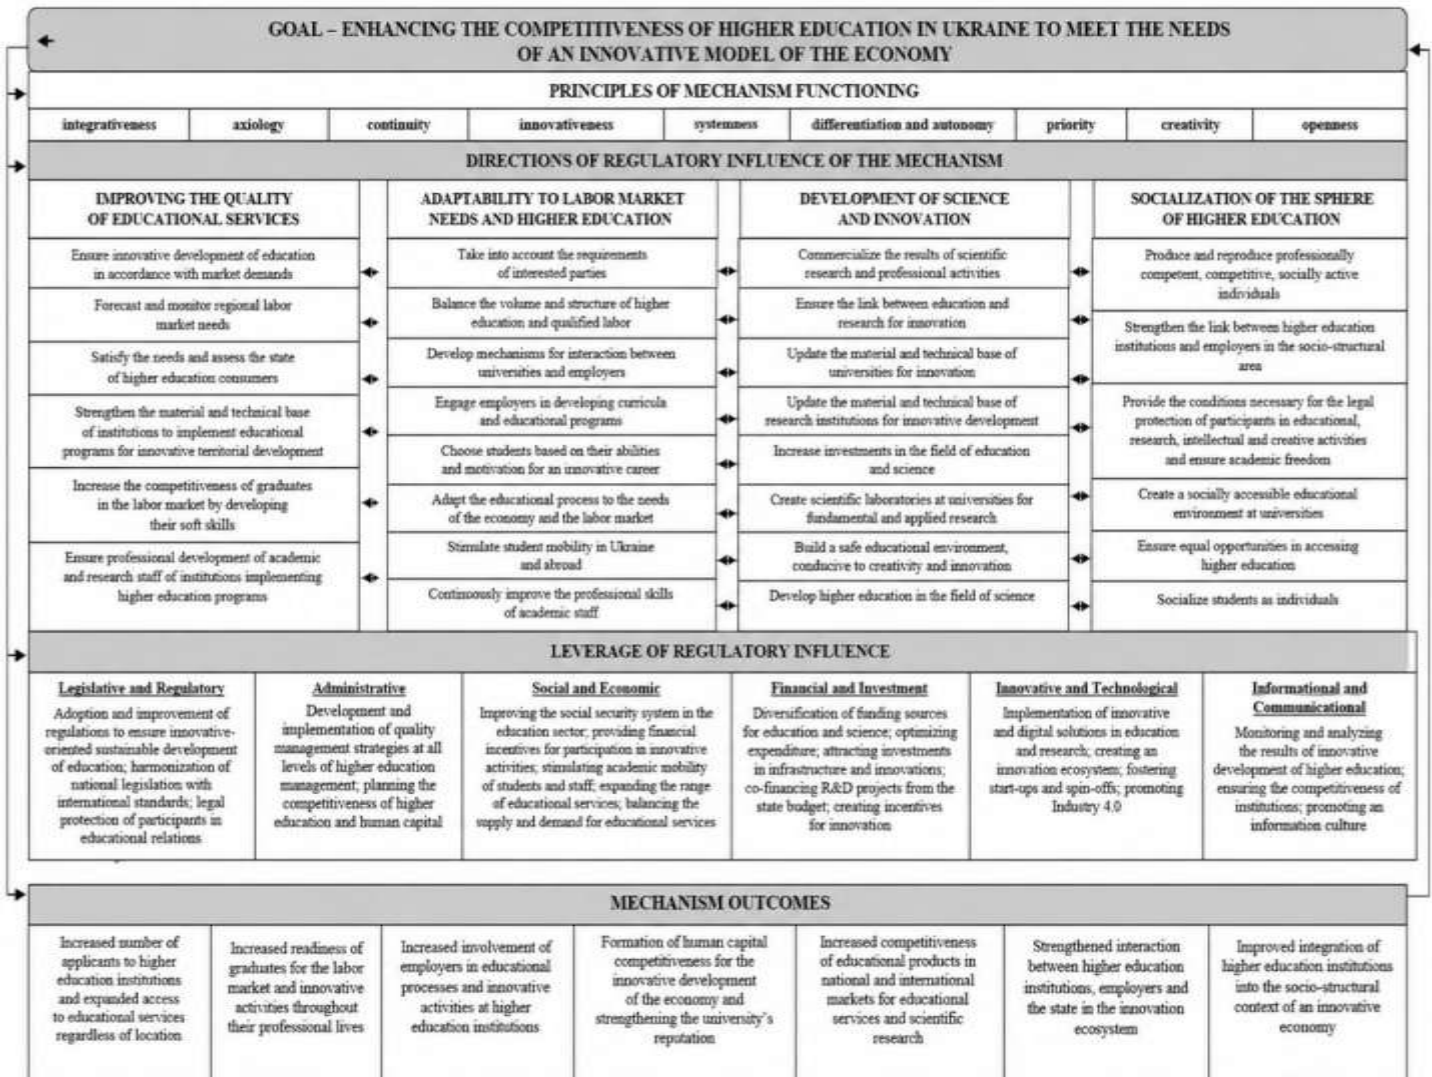 GOAL – ENHANCING THE COMPETITIVENESS OF HIGHER EDUCATION IN UKRAINE TO MEET THE NEEDS
OF AN INNOVATIVE MODEL OF THE ECONOMY
PRINCIPLES OF MECHANISM FUNCTIONING
integrativeness
axiology
continuity
innovativeness
systemness
differentiation and autonomy
priority
creativity
openness
DIRECTIONS OF REGULATORY INFLUENCE OF THE MECHANISM
IMPROVING THE QUALITY
OF EDUCATIONAL SERVICES
Ensure innovative development of education
in accordance with market demands
Forecast and monitor regional labor
market needs
Satisfy the needs and assess the state
of higher education consumers
Strengthen the material and technical base
of institutions to implement educational
programs for innovative territorial development
Increase the competitiveness of graduates
in the labor market by developing
their soft skills
Ensure professional development of academic
and research staff of institutions implementing
higher education programs
ADAPTABILITY TO LABOR MARKET
NEEDS AND HIGHER EDUCATION
Take into account the requirements
of interested parties
Balance the volume and structure of higher
education and qualified labor
Develop mechanisms for interaction between
universities and employers
Engage employers in developing curricula
and educational programs
Choose students based on their abilities
and motivation for an innovative career
Adapt the educational process to the needs
of the economy and the labor market
Stimulate student mobility in Ukraine
and abroad
Continuously improve the professional skills
of academic staff
DEVELOPMENT OF SCIENCE
AND INNOVATION
Commercialize the results of scientific
research and professional activities
Ensure the link between education and
research for innovation
Update the material and technical base of
universities for innovation
Update the material and technical base of
research institutions for innovative development
Increase investments in the field of education
and science
Create scientific laboratories at universities for
fundamental and applied research
Build a safe educational environment,
conducive to creativity and innovation
Develop higher education in the field of science
SOCIALIZATION OF THE SPHERE
OF HIGHER EDUCATION
Produce and reproduce professionally
competent, competitive, socially active
individuals
Strengthen the link between higher education
institutions and employers in the socio-structural
area
Provide the conditions necessary for the legal
protection of participants in educational,
research, intellectual and creative activities
and ensure academic freedom
Create a socially accessible educational
environment at universities
Ensure equal opportunities in accessing
higher education
Socialize students as individuals
LEVERAGE OF REGULATORY INFLUENCE
Legislative and Regulatory
Adoption and improvement of
regulations to ensure innovative-
oriented sustainable development
of education; harmonization of
national legislation with
international standards; legal
protection of participants in
educational relations
Administrative
Development and
implementation of quality
management strategies at all
levels of higher education
management; planning the
competitiveness of higher
education and human capital
Social and Economic
Improving the social security system in the
education sector; providing financial
incentives for participation in innovative
activities; stimulating academic mobility
of students and staff; expanding the range
of educational services; balancing the
supply and demand for educational services
Financial and Investment
Diversification of funding sources
for education and science; optimizing
expenditure; attracting investments
in infrastructure and innovations;
co-financing R&D projects from the
state budget; creating incentives
for innovation
Innovative and Technological
Implementation of innovative
and digital solutions in education
and research; creating an
innovation ecosystem; fostering
start-ups and spin-offs; promoting
Industry 4.0
Informational and
Communicational
Monitoring and analyzing
the results of innovative
development of higher education;
ensuring the competitiveness of
institutions; promoting an
information culture
MECHANISM OUTCOMES
Increased number of
applicants to higher
education institutions
and expanded access
to educational services
regardless of location
Increased readiness of
graduates for the labor
market and innovative
activities throughout
their professional lives
Increased involvement of
employers in educational
processes and innovative
activities at higher
education institutions
Formation of human capital
competitiveness for the
innovative development
of the economy and
strengthening the university's
reputation
Increased competitiveness
of educational products in
national and international
markets for educational
services and scientific
research
Strengthened interaction
between higher education
institutions, employers and
the state in the innovation
ecosystem
Improved integration of
higher education institutions
into the socio-structural
context of an innovative
economy